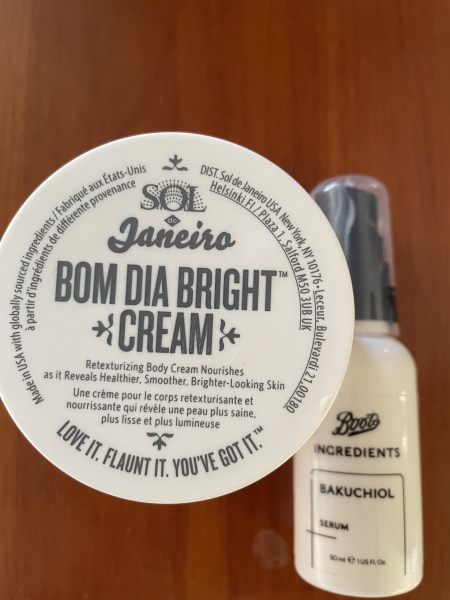 Made in USA with globally sourced ingredients / Fabriqué aux États-Unis
à partir d'ingrédients de différente provenance
DIST. Sol de Janeiro USA New York, NY 10176 • Leceur, Bulevardi 21, 00180
Helsinki FI / Plaza 1, Salford M50 3UB UK
SOL
de
Janeiro
BOM DIA BRIGHT™
CREAM
Retexturizing Body Cream Nourishes
as it Reveals Healthier, Smoother, Brighter-Looking Skin
Une crème pour le corps retexturisante et
nourrissante qui révèle une peau plus saine,
plus lisse et plus lumineuse
LOVE IT. FLAUNT IT. YOU'VE GOT IT.™
Boots
INGREDIENTS
BAKUCHIOL
SERUM
30ml e 1 US FL Oz.